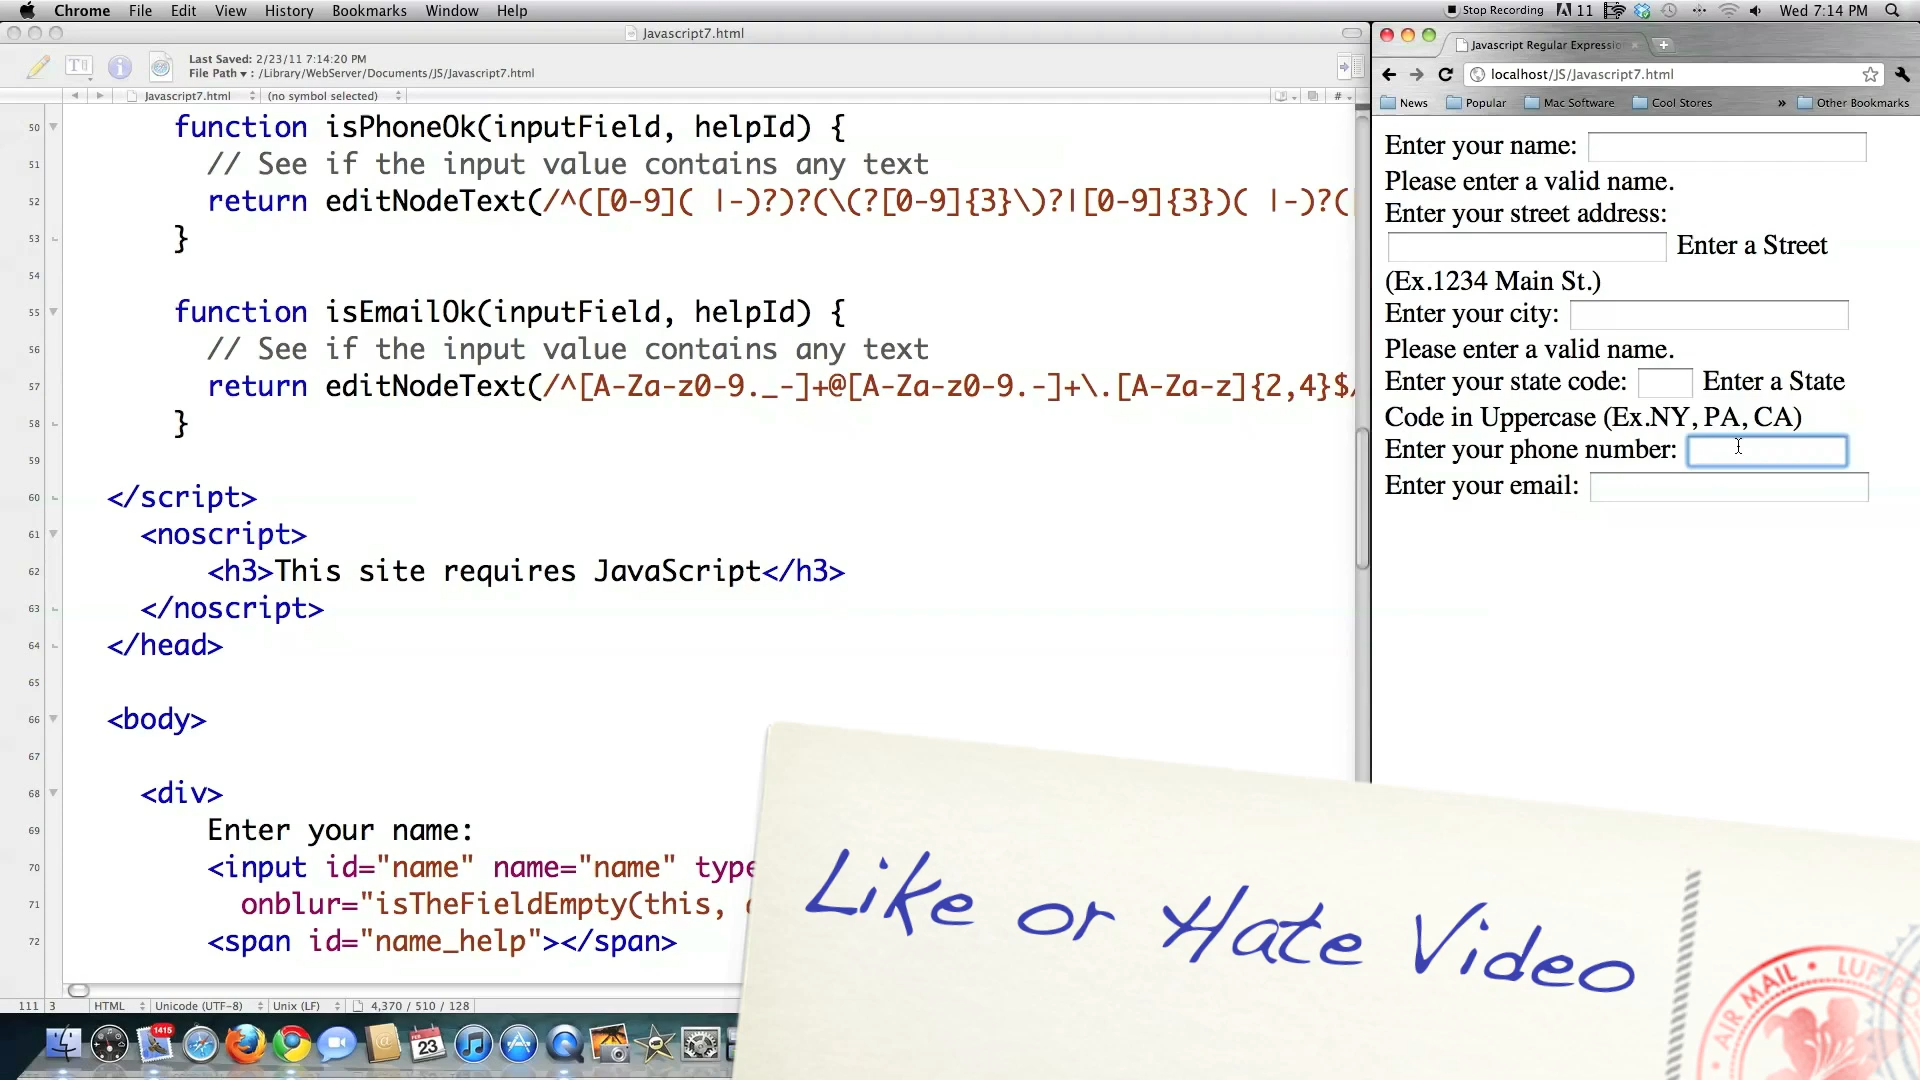 Chrome File Edit View History Bookmarks Window Help
Stop Recording 11 Wed 7:14 PM
Javascript7.html
Last Saved: 2/23/11 7:14:20 PM
File Path ▾ : /Library/WebServer/Documents/JS/Javascript7.html
Javascript7.html (no symbol selected)
50 function isPhoneOk(inputField, helpId) {
51 // See if the input value contains any text
52 return editNodeText(/^([0-9]( |-)?)?(\(?[0-9]{3}\)?|[0-9]{3})( |-)?(
53 }
54
55 function isEmailOk(inputField, helpId) {
56 // See if the input value contains any text
57 return editNodeText(/^[A-Za-z0-9._-]+@[A-Za-z0-9.-]+\.[A-Za-z]{2,4}$/
58 }
59
60 </script>
61 <noscript>
62 <h3>This site requires JavaScript</h3>
63 </noscript>
64 </head>
65
66 <body>
67
68 <div>
69 Enter your name:
70 <input id="name" name="name" type
71 onblur="isTheFieldEmpty(this,
72 <span id="name_help"></span>
111 3 HTML Unicode (UTF-8) Unix (LF) 4,370 / 510 / 128
Javascript Regular Expressio
localhost/JS/Javascript7.html
News Popular Mac Software Cool Stores » Other Bookmarks
Enter your name:
Please enter a valid name.
Enter your street address:
Enter a Street
(Ex.1234 Main St.)
Enter your city:
Please enter a valid name.
Enter your state code: Enter a State
Code in Uppercase (Ex.NY, PA, CA)
Enter your phone number:
Enter your email:
Like or Hate Video
AIR MAIL • LUFTPOS
1415
FEB
23